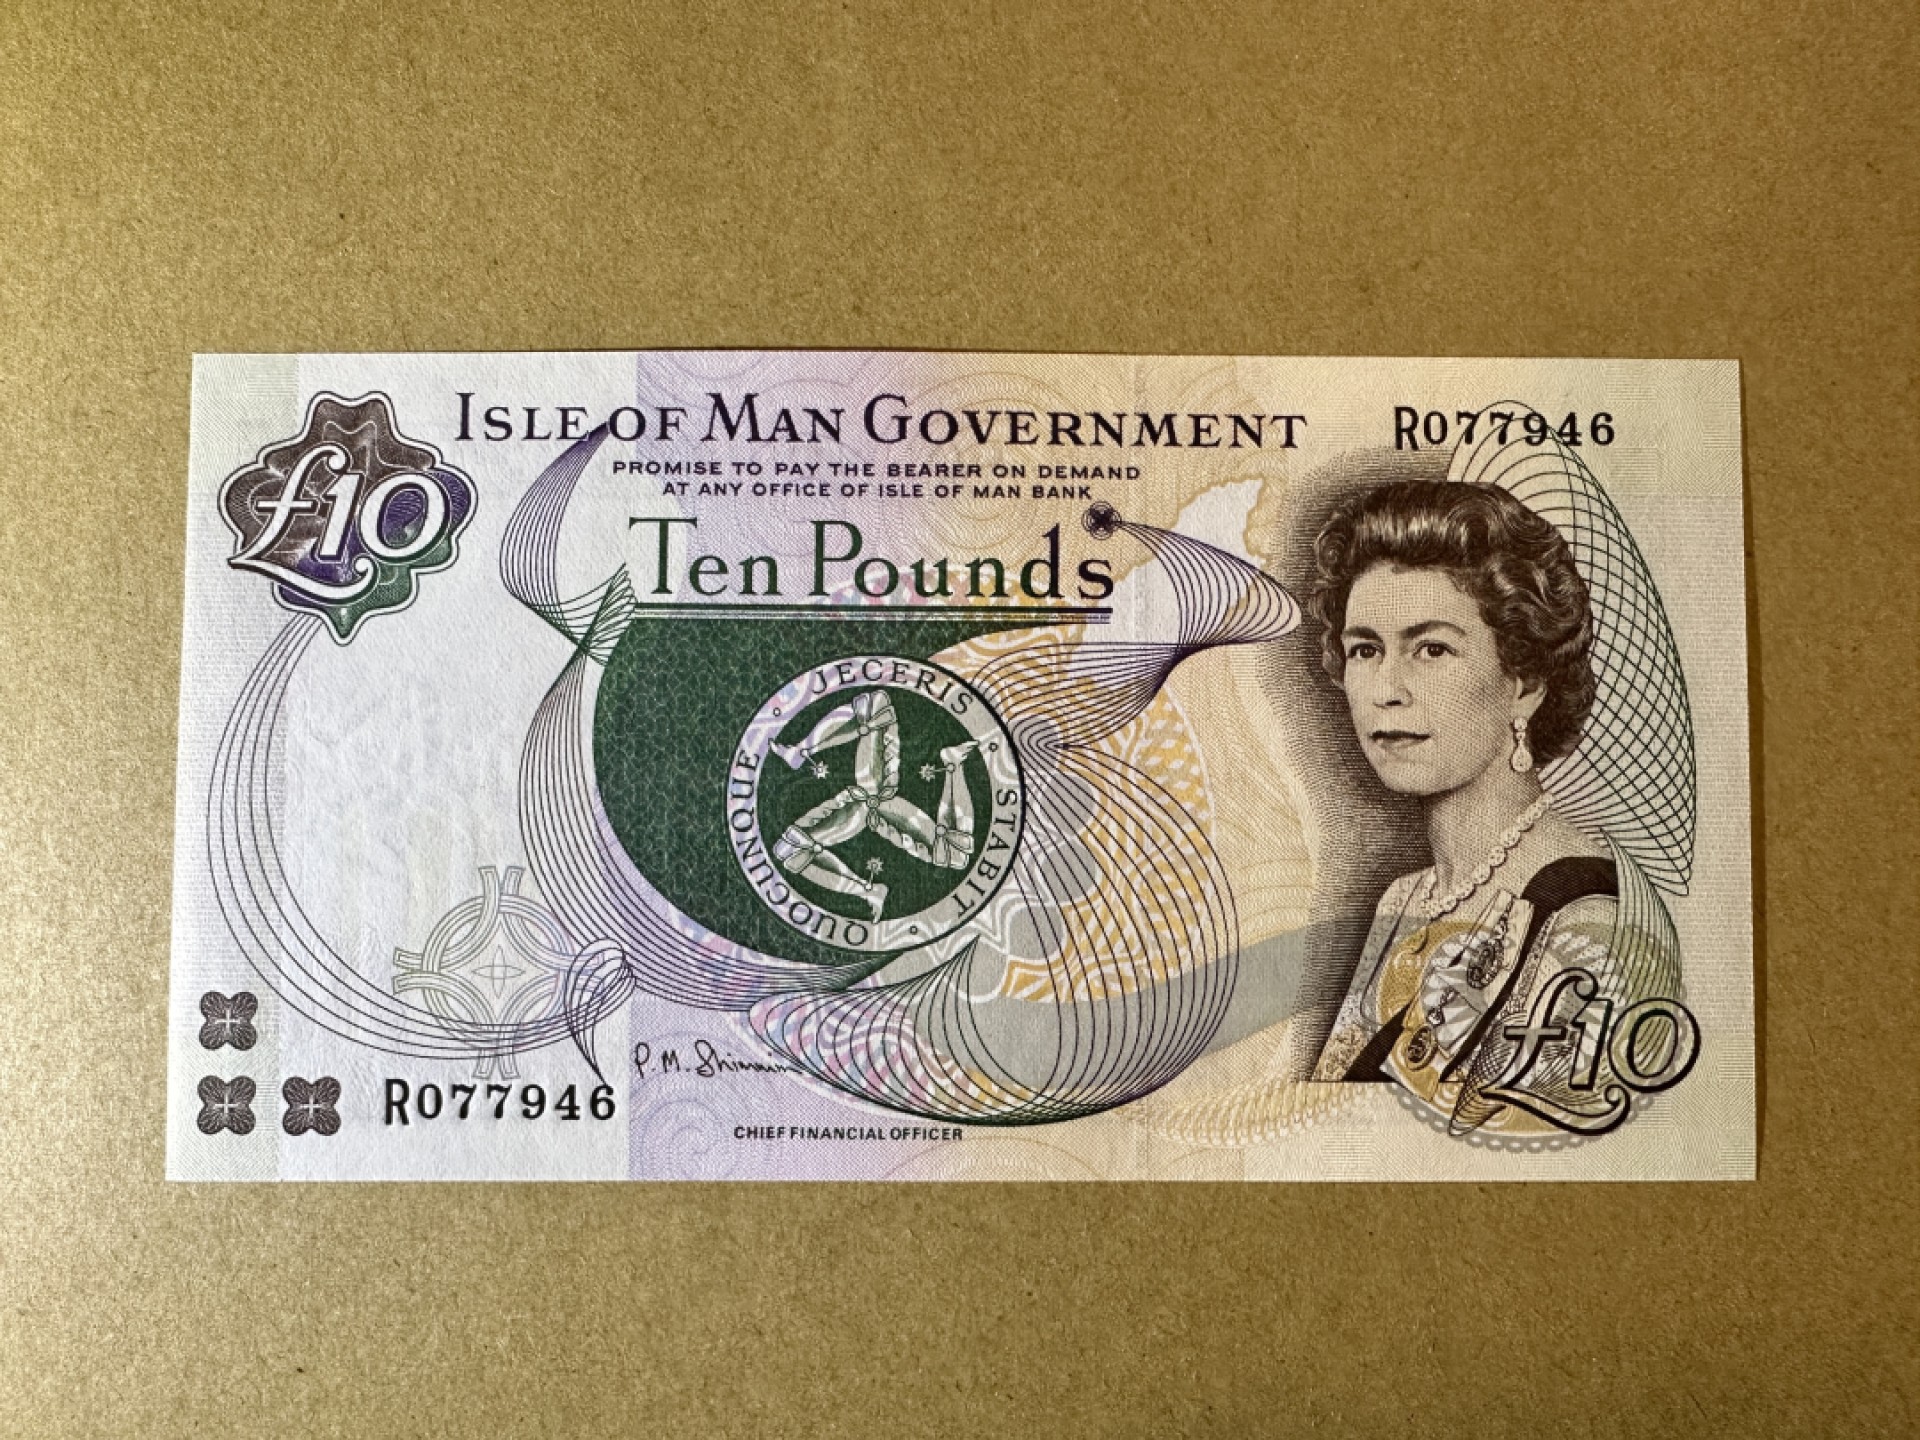 £10
ISLE OF MAN GOVERNMENT
R077946
PROMISE TO PAY THE BEARER ON DEMAND
AT ANY OFFICE OF ISLE OF MAN BANK
Ten Pounds
QUOCUNQUE · JECERIS · STABIT ·
R077946
P. M. Shimmin
CHIEF FINANCIAL OFFICER
£10